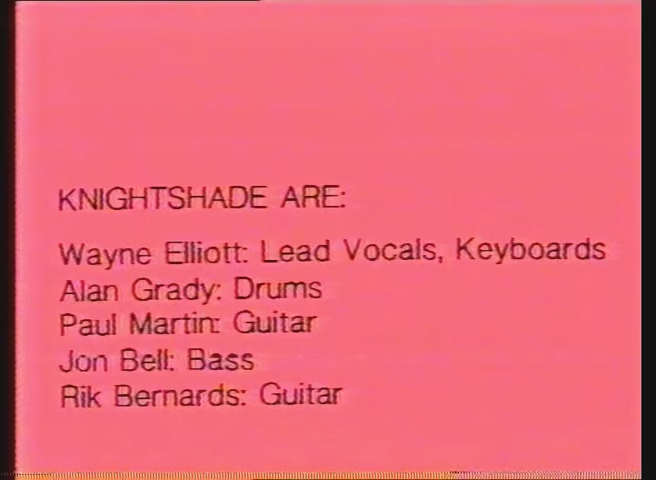 KNIGHTSHADE ARE:
Wayne Elliott: Lead Vocals, Keyboards
Alan Grady: Drums
Paul Martin: Guitar
Jon Bell: Bass
Rik Bernards: Guitar